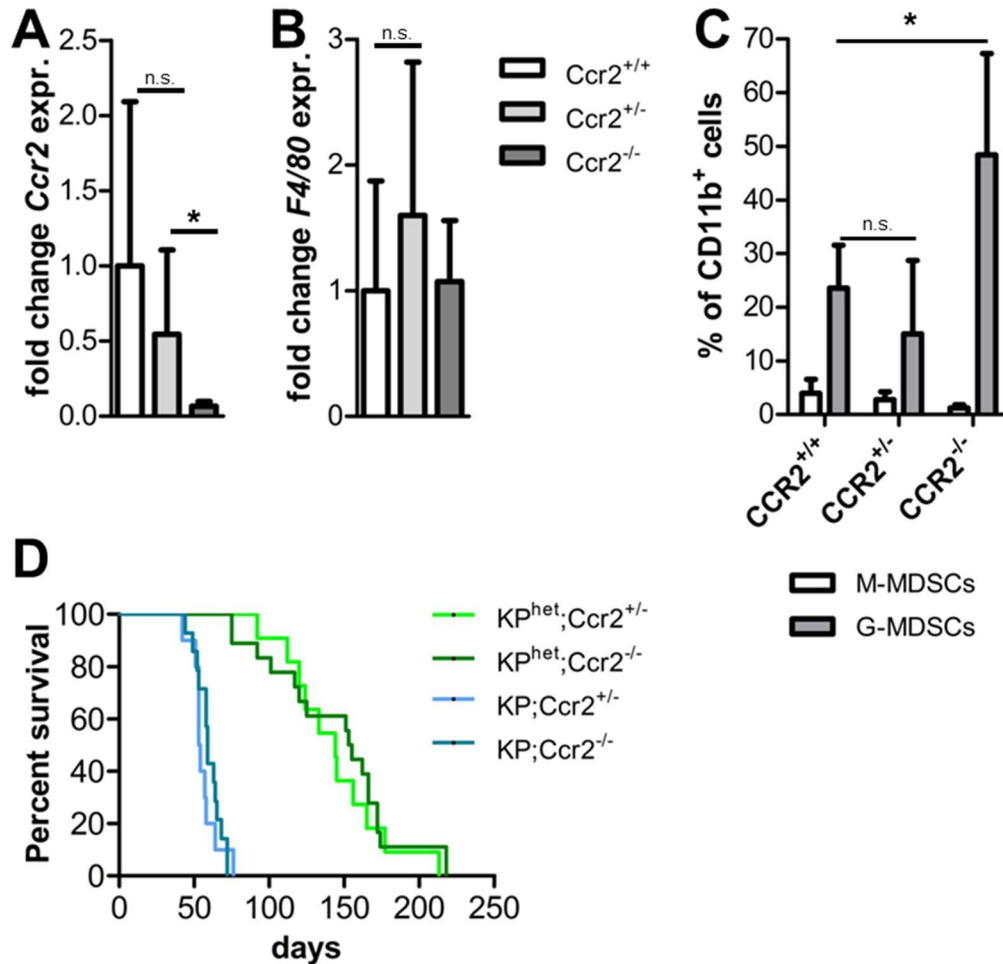 A
fold change Ccr2 expr.
2.5
2.0
1.5
1.0
0.5
0.0
n.s.
*
B
fold change F4/80 expr.
3
2
1
0
n.s.
Ccr2+/+
Ccr2+/-
Ccr2-/-
C
% of CD11b+ cells
70
60
50
40
30
20
10
0
*
n.s.
CCR2+/+
CCR2+/-
CCR2-/-
M-MDSCs
G-MDSCs
D
Percent survival
100
80
60
40
20
0
0 50 100 150 200 250
days
KPhet;Ccr2+/-
KPhet;Ccr2-/-
KP;Ccr2+/-
KP;Ccr2-/-